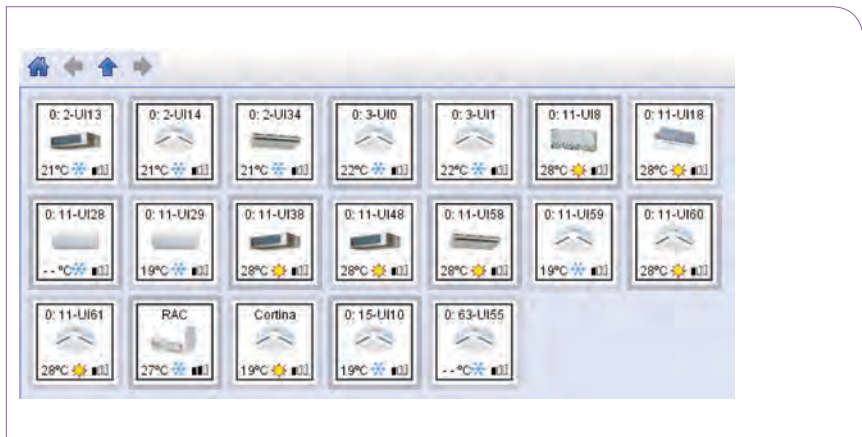 0: 2-UI13 0: 2-UI14 0: 2-UI34 0: 3-UI0 0: 3-UI1 0: 11-UI8 0: 11-UI18
21ºC 21ºC 21ºC 22ºC 22ºC 28ºC 28ºC
0: 11-UI28 0: 11-UI29 0: 11-UI38 0: 11-UI48 0: 11-UI58 0: 11-UI59 0: 11-UI60
- - ºC 19ºC 28ºC 28ºC 28ºC 19ºC 28ºC
0: 11-UI61 RAC Cortina 0: 15-UI10 0: 63-UI55
28ºC 27ºC 19ºC 19ºC - - ºC